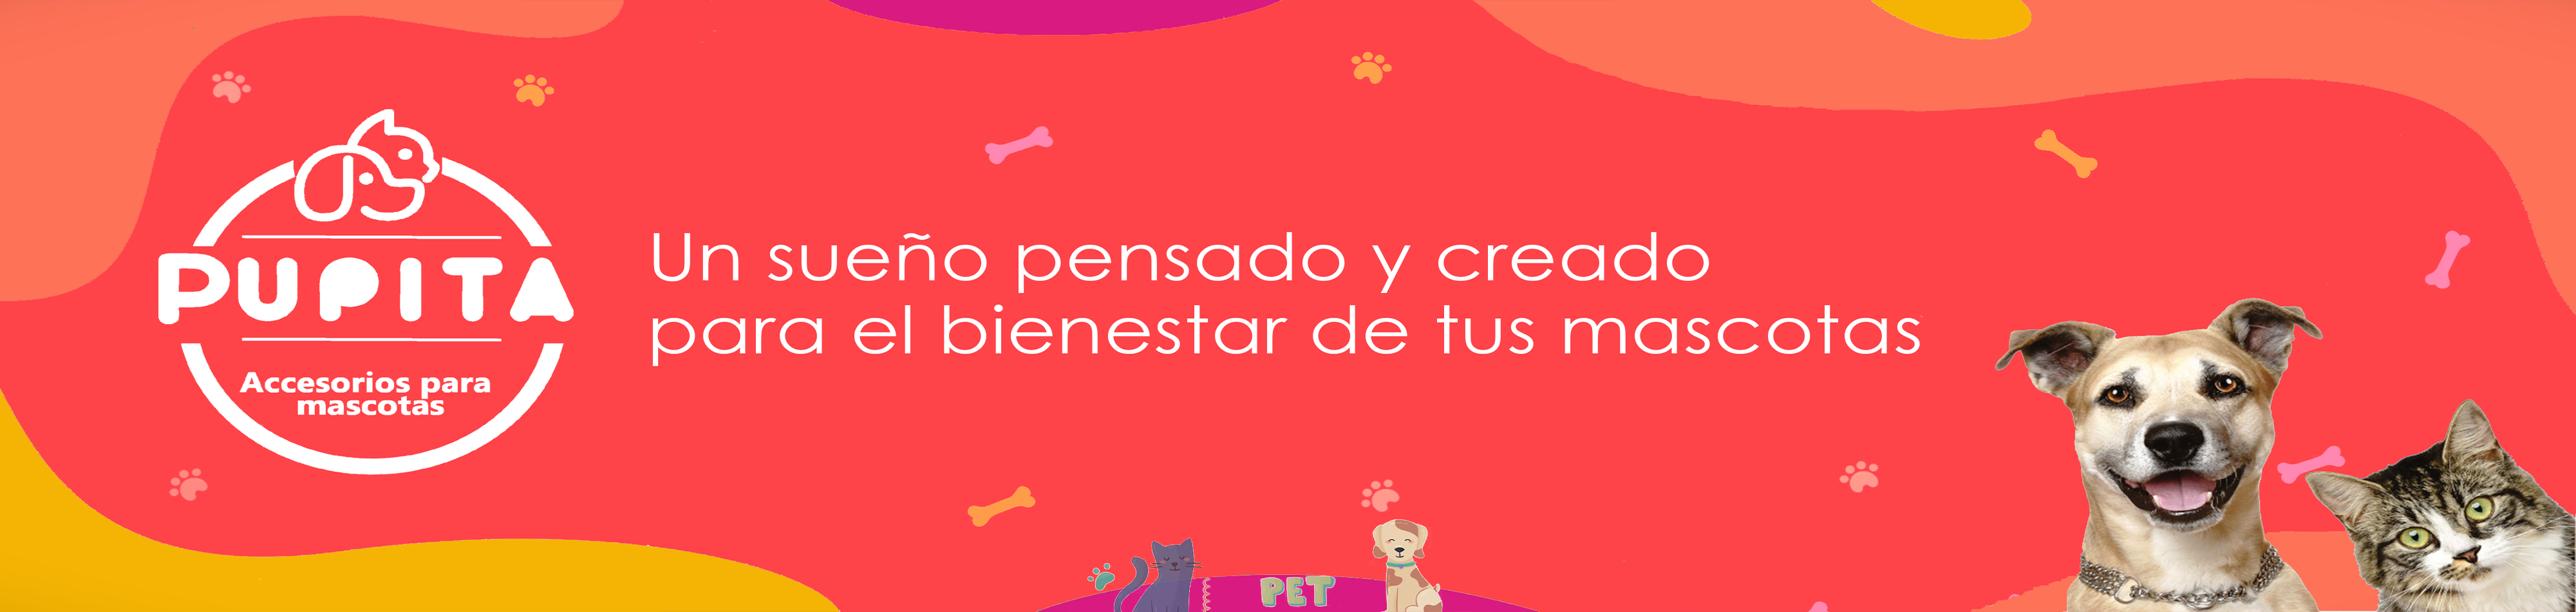 PUPITA
Accesorios para
mascotas
Un sueño pensado y creado
para el bienestar de tus mascotas
PET